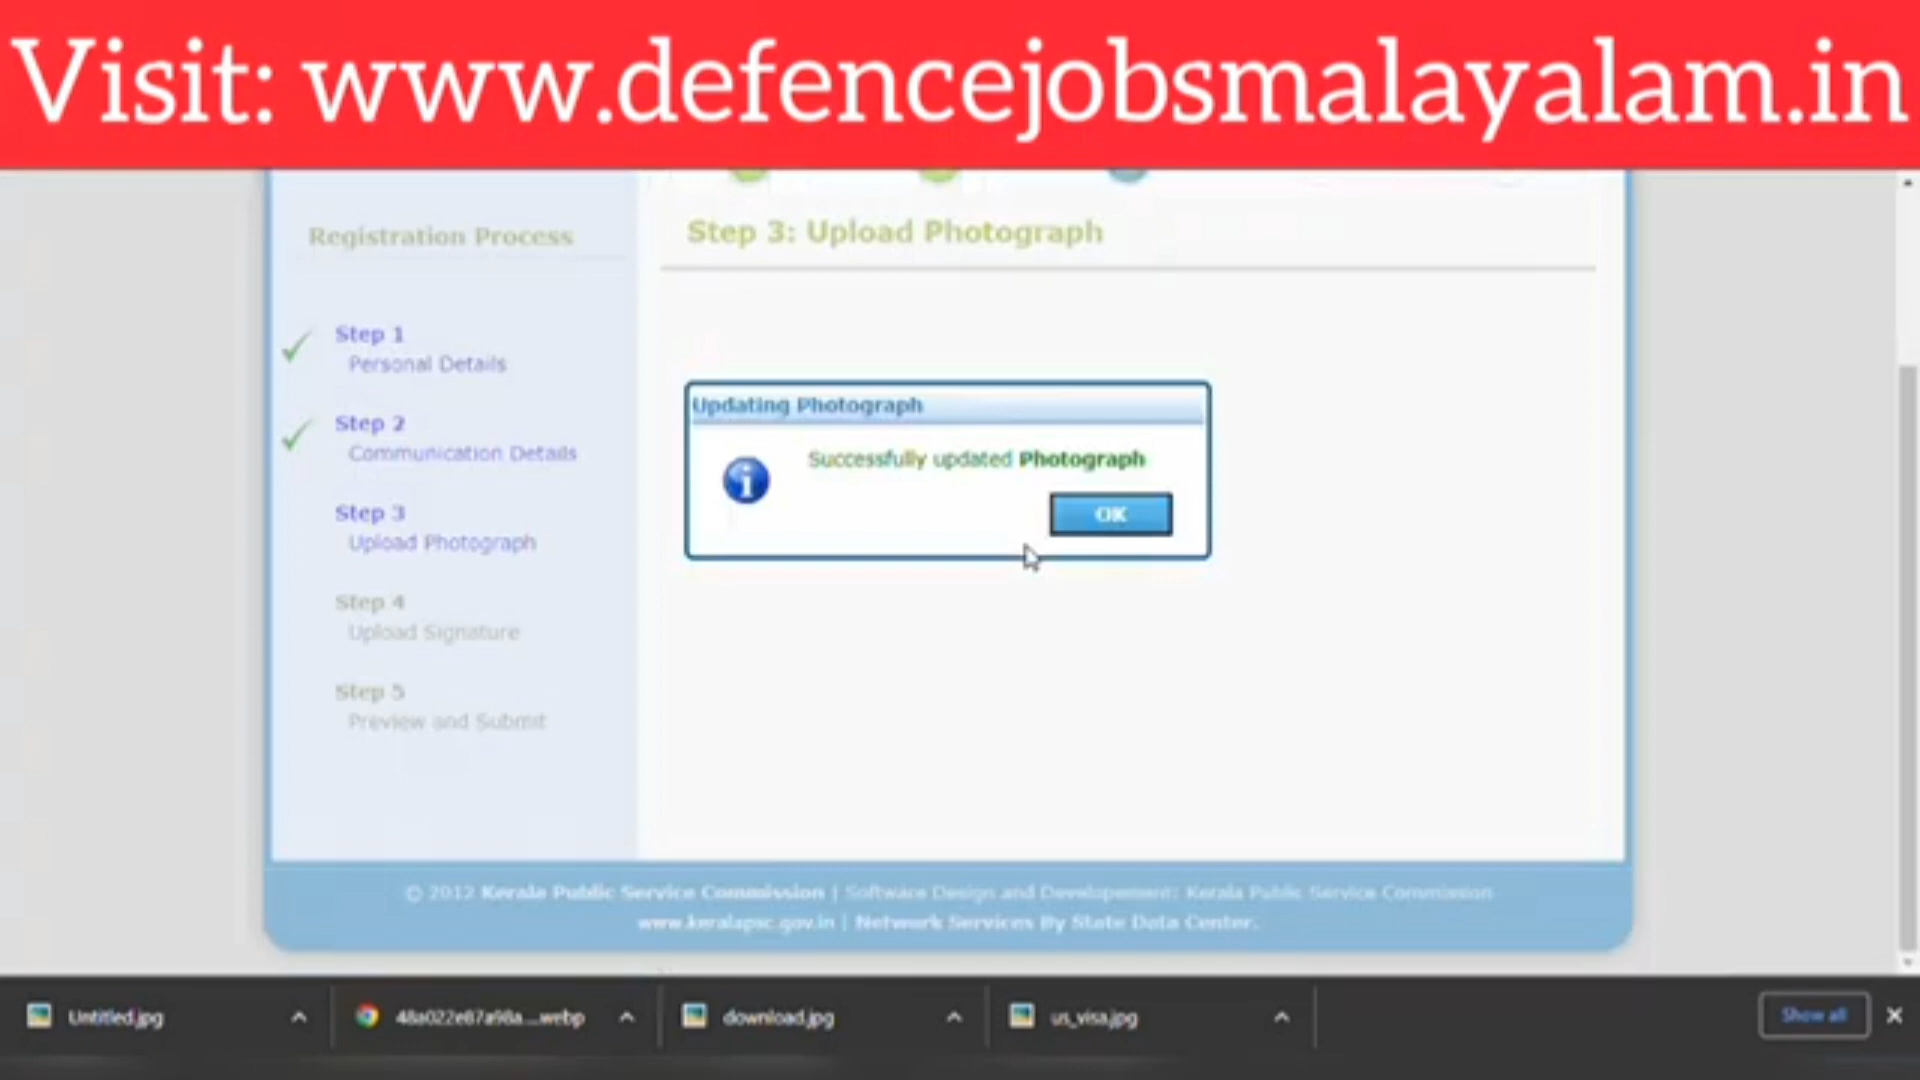 Visit: www.defencejobsmalayalam.in
Registration Process
Step 3: Upload Photograph
Step 1
Personal Details
Step 2
Communication Details
Step 3
Upload Photograph
Step 4
Upload Signature
Step 5
Preview and Submit
Updating Photograph
Successfully updated Photograph
OK
© 2012 Kerala Public Service Commission | Software Design and Developement: Kerala Public Service Commission
www.keralapsc.gov.in | Network Services By State Data Center.
Untitled.jpg
48a022e87a98a....webp
download.jpg
us_visa.jpg
Show all